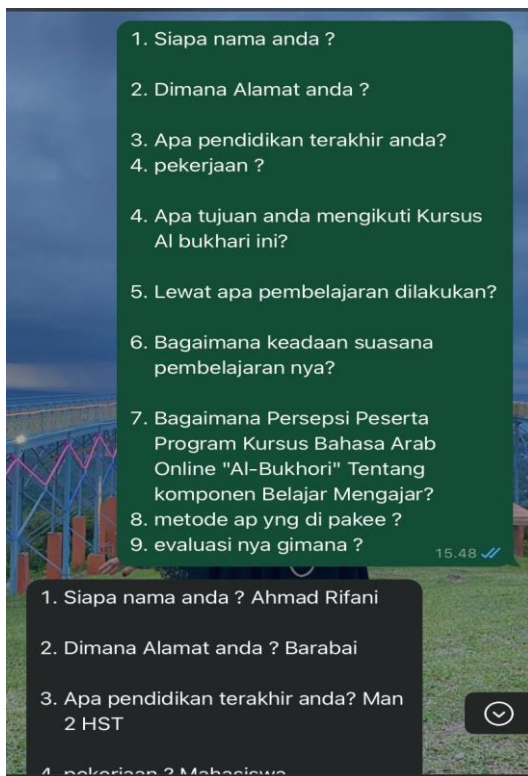 1. Siapa nama anda ?
2. Dimana Alamat anda ?
3. Apa pendidikan terakhir anda?
4. pekerjaan ?
4. Apa tujuan anda mengikuti Kursus
Al bukhari ini?
5. Lewat apa pembelajaran dilakukan?
6. Bagaimana keadaan suasana
pembelajaran nya?
7. Bagaimana Persepsi Peserta
Program Kursus Bahasa Arab
Online "Al-Bukhori" Tentang
komponen Belajar Mengajar?
8. metode ap yng di pakee ?
9. evaluasi nya gimana ?
15.48
1. Siapa nama anda ? Ahmad Rifani
2. Dimana Alamat anda ? Barabai
3. Apa pendidikan terakhir anda? Man
2 HST
4. pekerjaan ? Mahasiswa